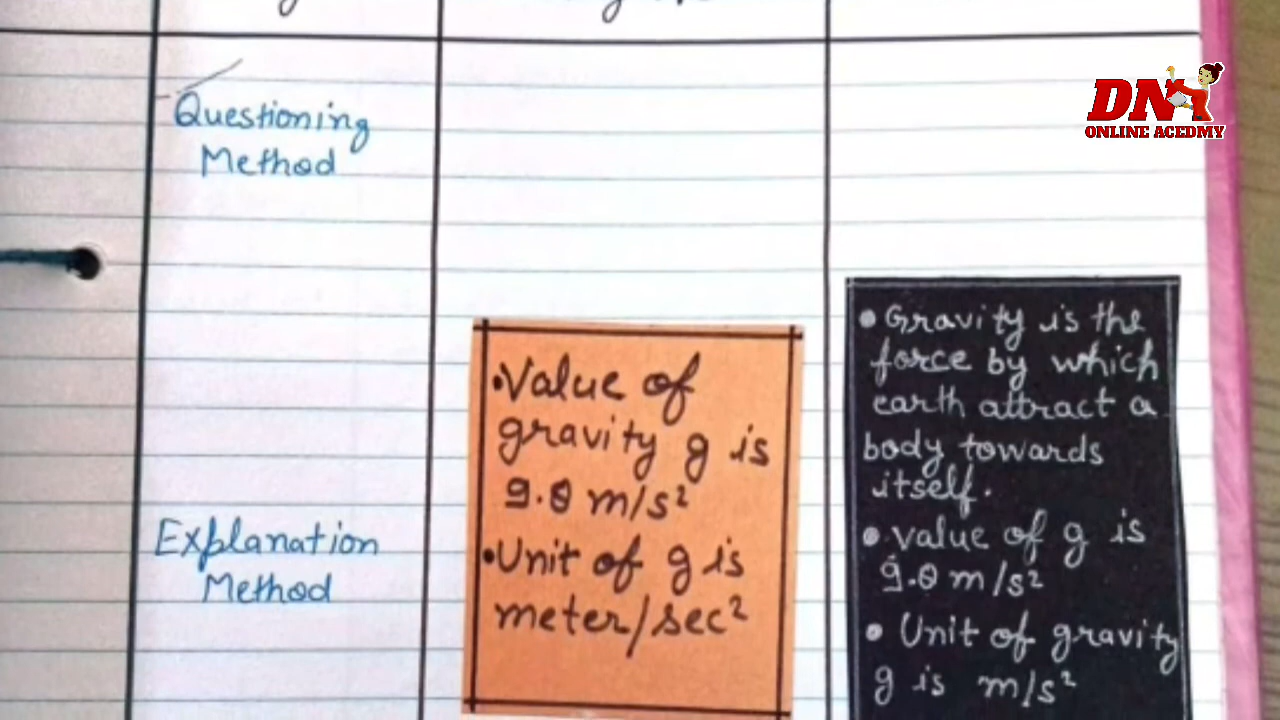 DNA
ONLINE ACEDMY
Questioning
Method
Explanation
Method
•Value of
gravity g is
9.8 m/s²
•Unit of g is
meter/sec²
• Gravity is the
force by which
earth attract a
body towards
itself.
• value of g is
9.8 m/s²
• Unit of gravity
g is m/s²